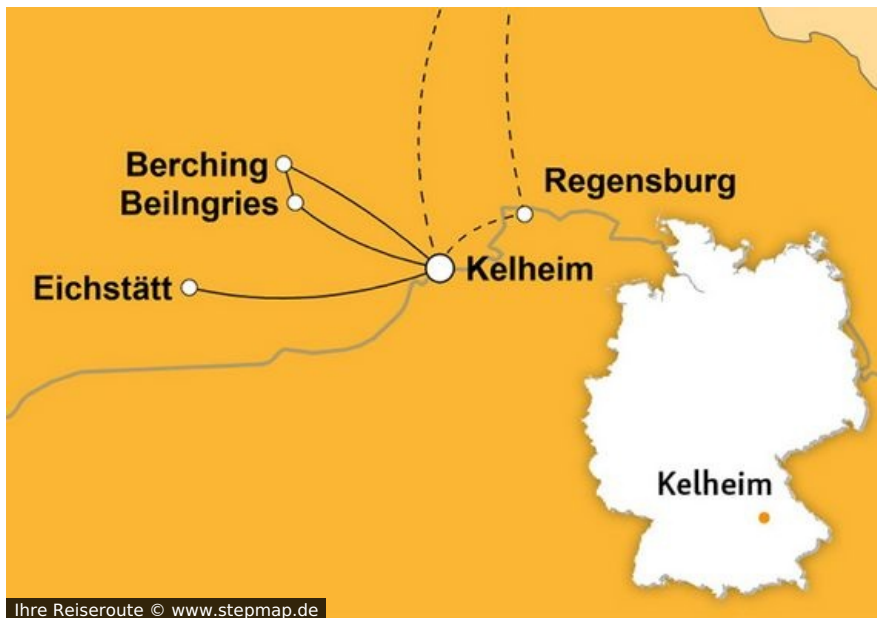 Berching
Beilngries
Regensburg
Eichstätt
Kelheim
Kelheim
Ihre Reiseroute © www.stepmap.de